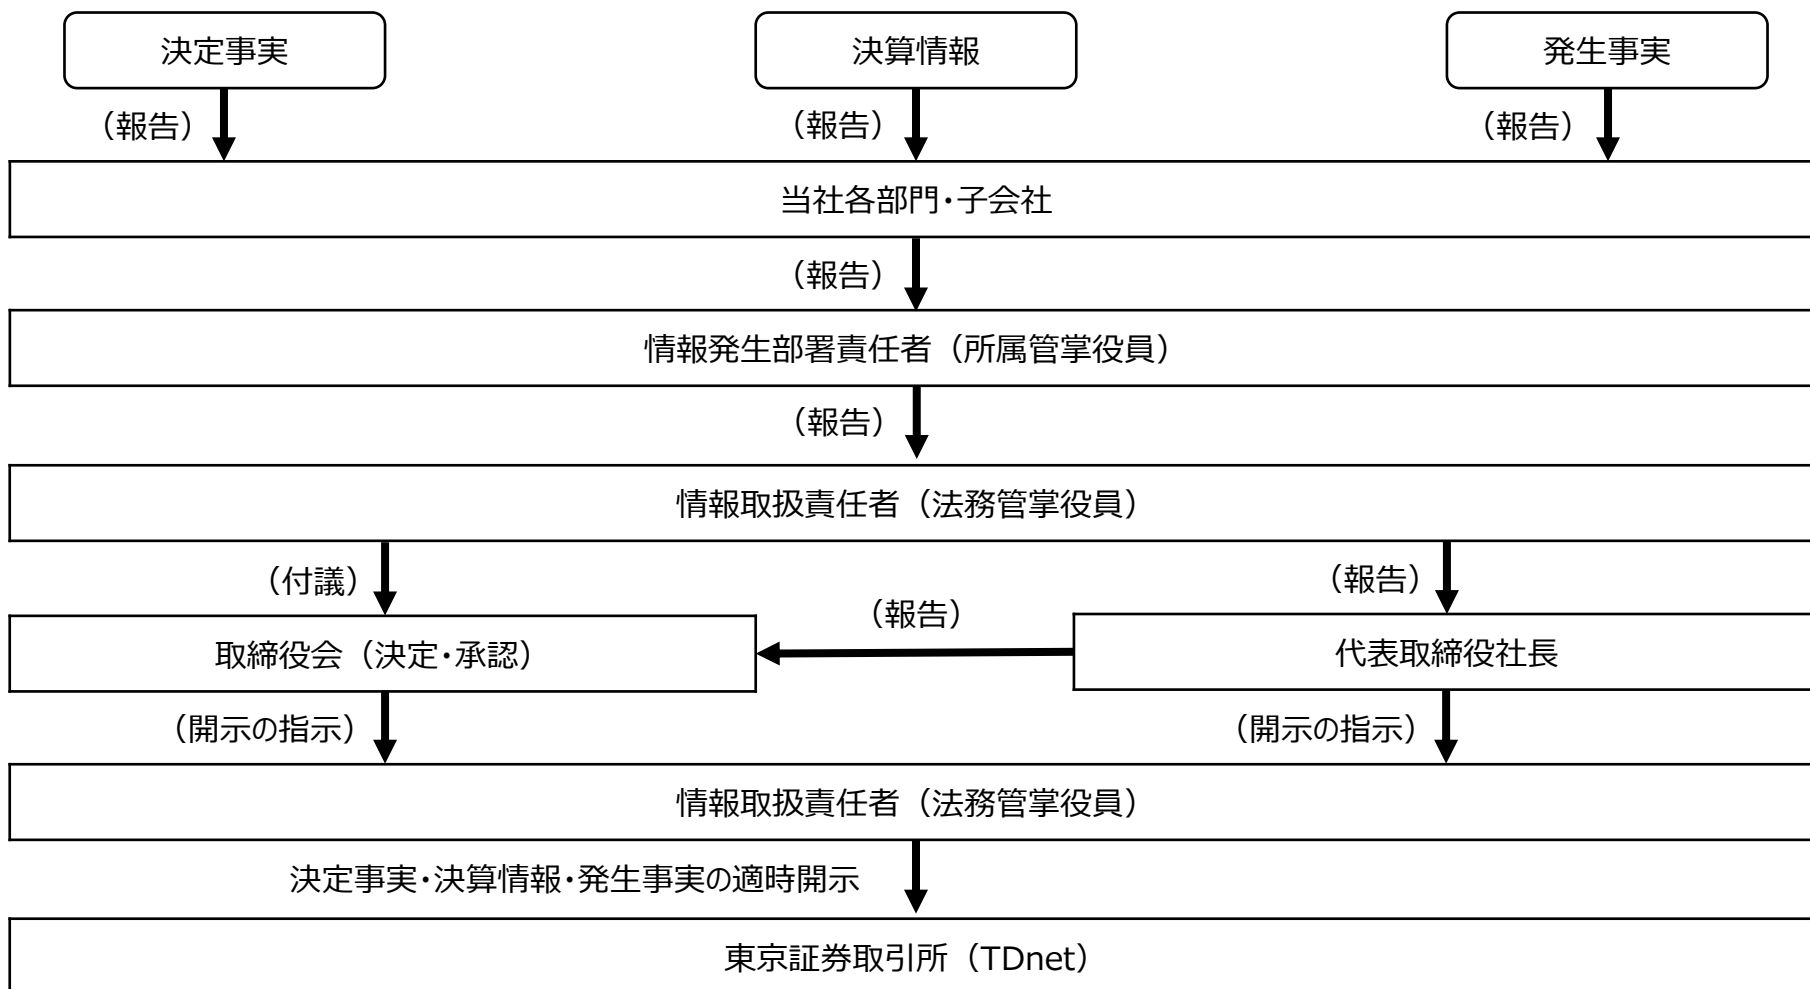 決定事実
決算情報
発生事実
（報告）
（報告）
（報告）
当社各部門・子会社
（報告）
情報発生部署責任者（所属管掌役員）
（報告）
情報取扱責任者（法務管掌役員）
（付議）
（報告）
（報告）
取締役会（決定・承認）
代表取締役社長
（開示の指示）
（開示の指示）
情報取扱責任者（法務管掌役員）
決定事実・決算情報・発生事実の適時開示
東京証券取引所（TDnet）